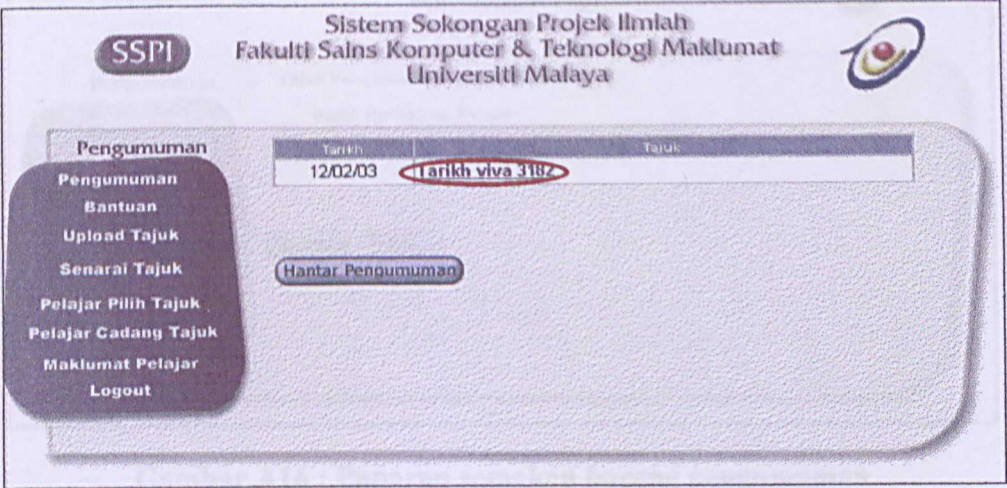 SSPI
Sistem Sokongan Projek Ilmiah
Fakulti Sains Komputer & Teknologi Maklumat
Universiti Malaya
Pengumuman
Tarikh Tajuk
12/02/03 Tarikh viva 3182
Pengumuman
Bantuan
Upload Tajuk
Senarai Tajuk
Hantar Pengumuman
Pelajar Pilih Tajuk
Pelajar Cadang Tajuk
Maklumat Pelajar
Logout